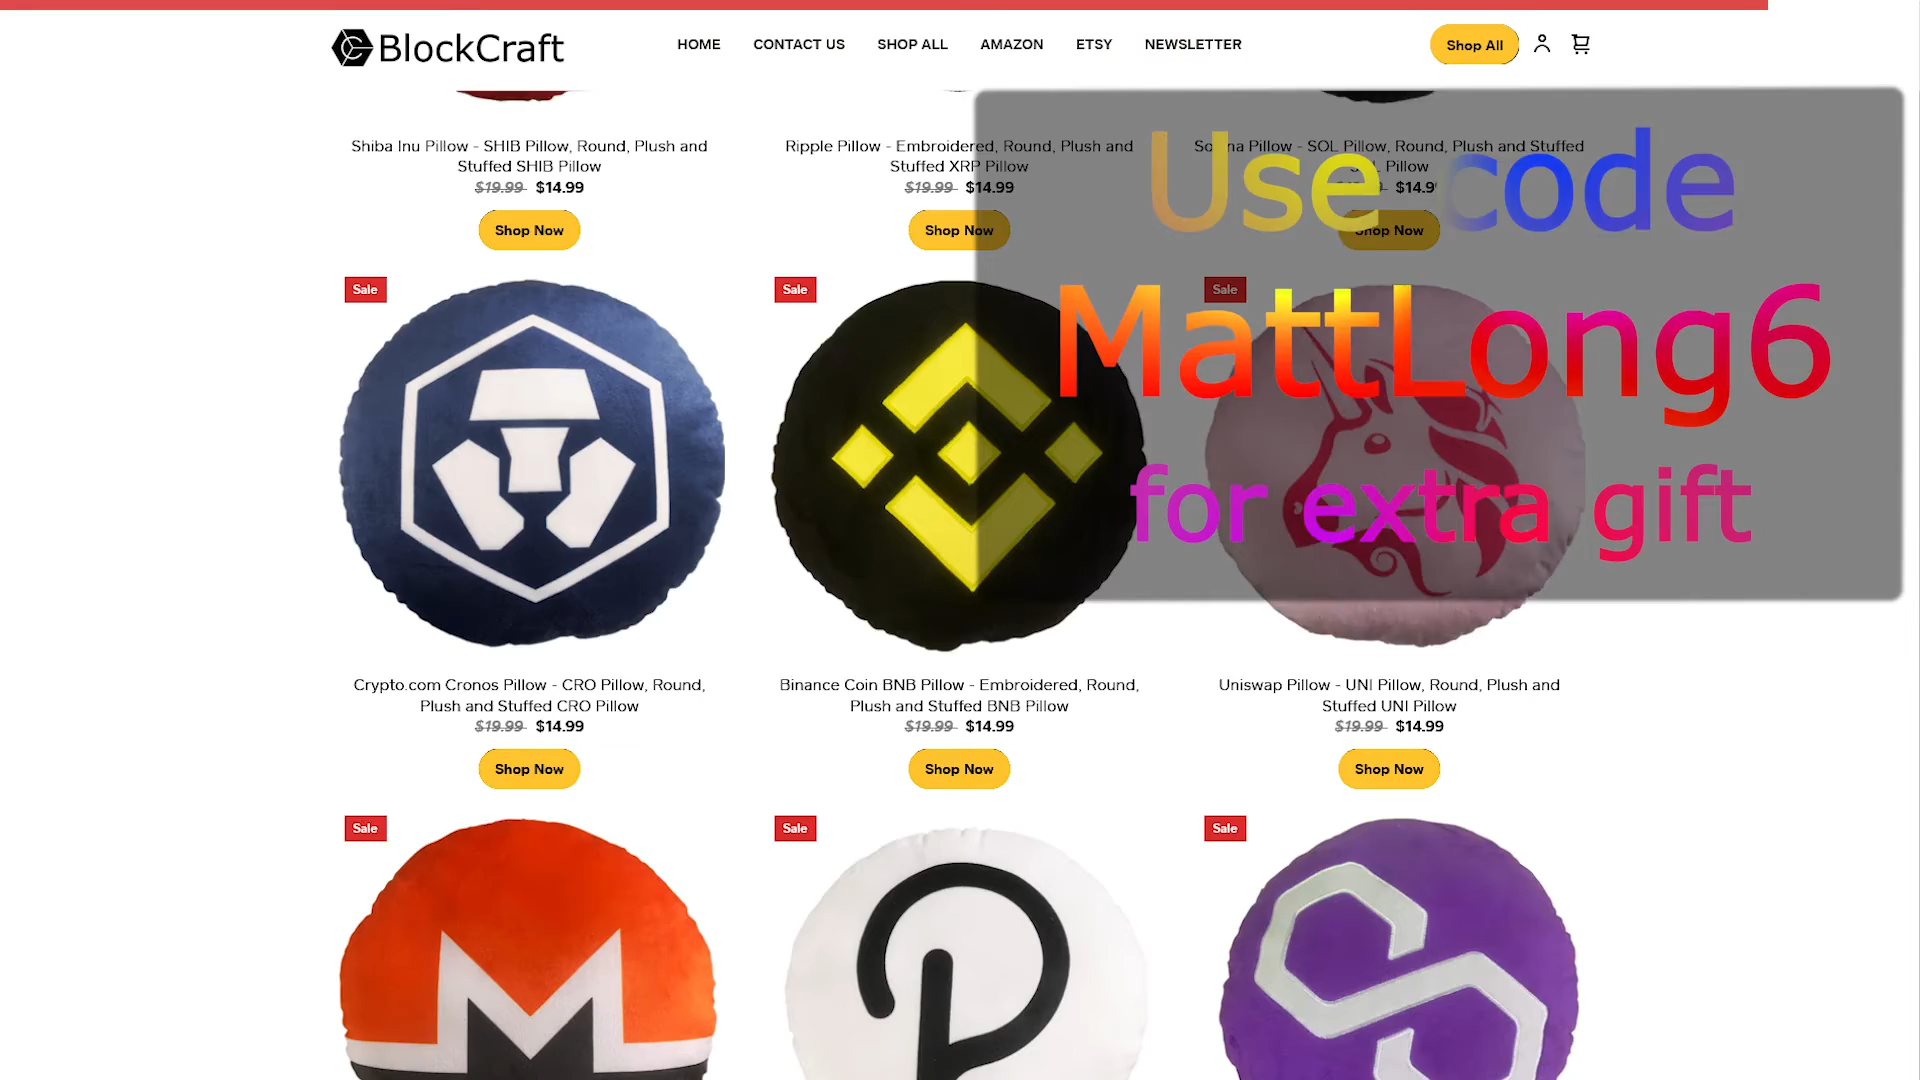 BlockCraft
HOME CONTACT US SHOP ALL AMAZON ETSY NEWSLETTER
Shop All
Shiba Inu Pillow - SHIB Pillow, Round, Plush and
Stuffed SHIB Pillow
$19.99 $14.99
Shop Now
Ripple Pillow - Embroidered, Round, Plush and
Stuffed XRP Pillow
$19.99 $14.99
Shop Now
Pillow - SOL Pillow, Round, Plush and Stuffed
Pillow
Shop Now
Use code
MattLong6
for extra gift
Sale
Crypto.com Cronos Pillow - CRO Pillow, Round,
Plush and Stuffed CRO Pillow
$19.99 $14.99
Shop Now
Sale
Binance Coin BNB Pillow - Embroidered, Round,
Plush and Stuffed BNB Pillow
$19.99 $14.99
Shop Now
Sale
Uniswap Pillow - UNI Pillow, Round, Plush and
Stuffed UNI Pillow
$19.99 $14.99
Shop Now
Sale
Sale
Sale